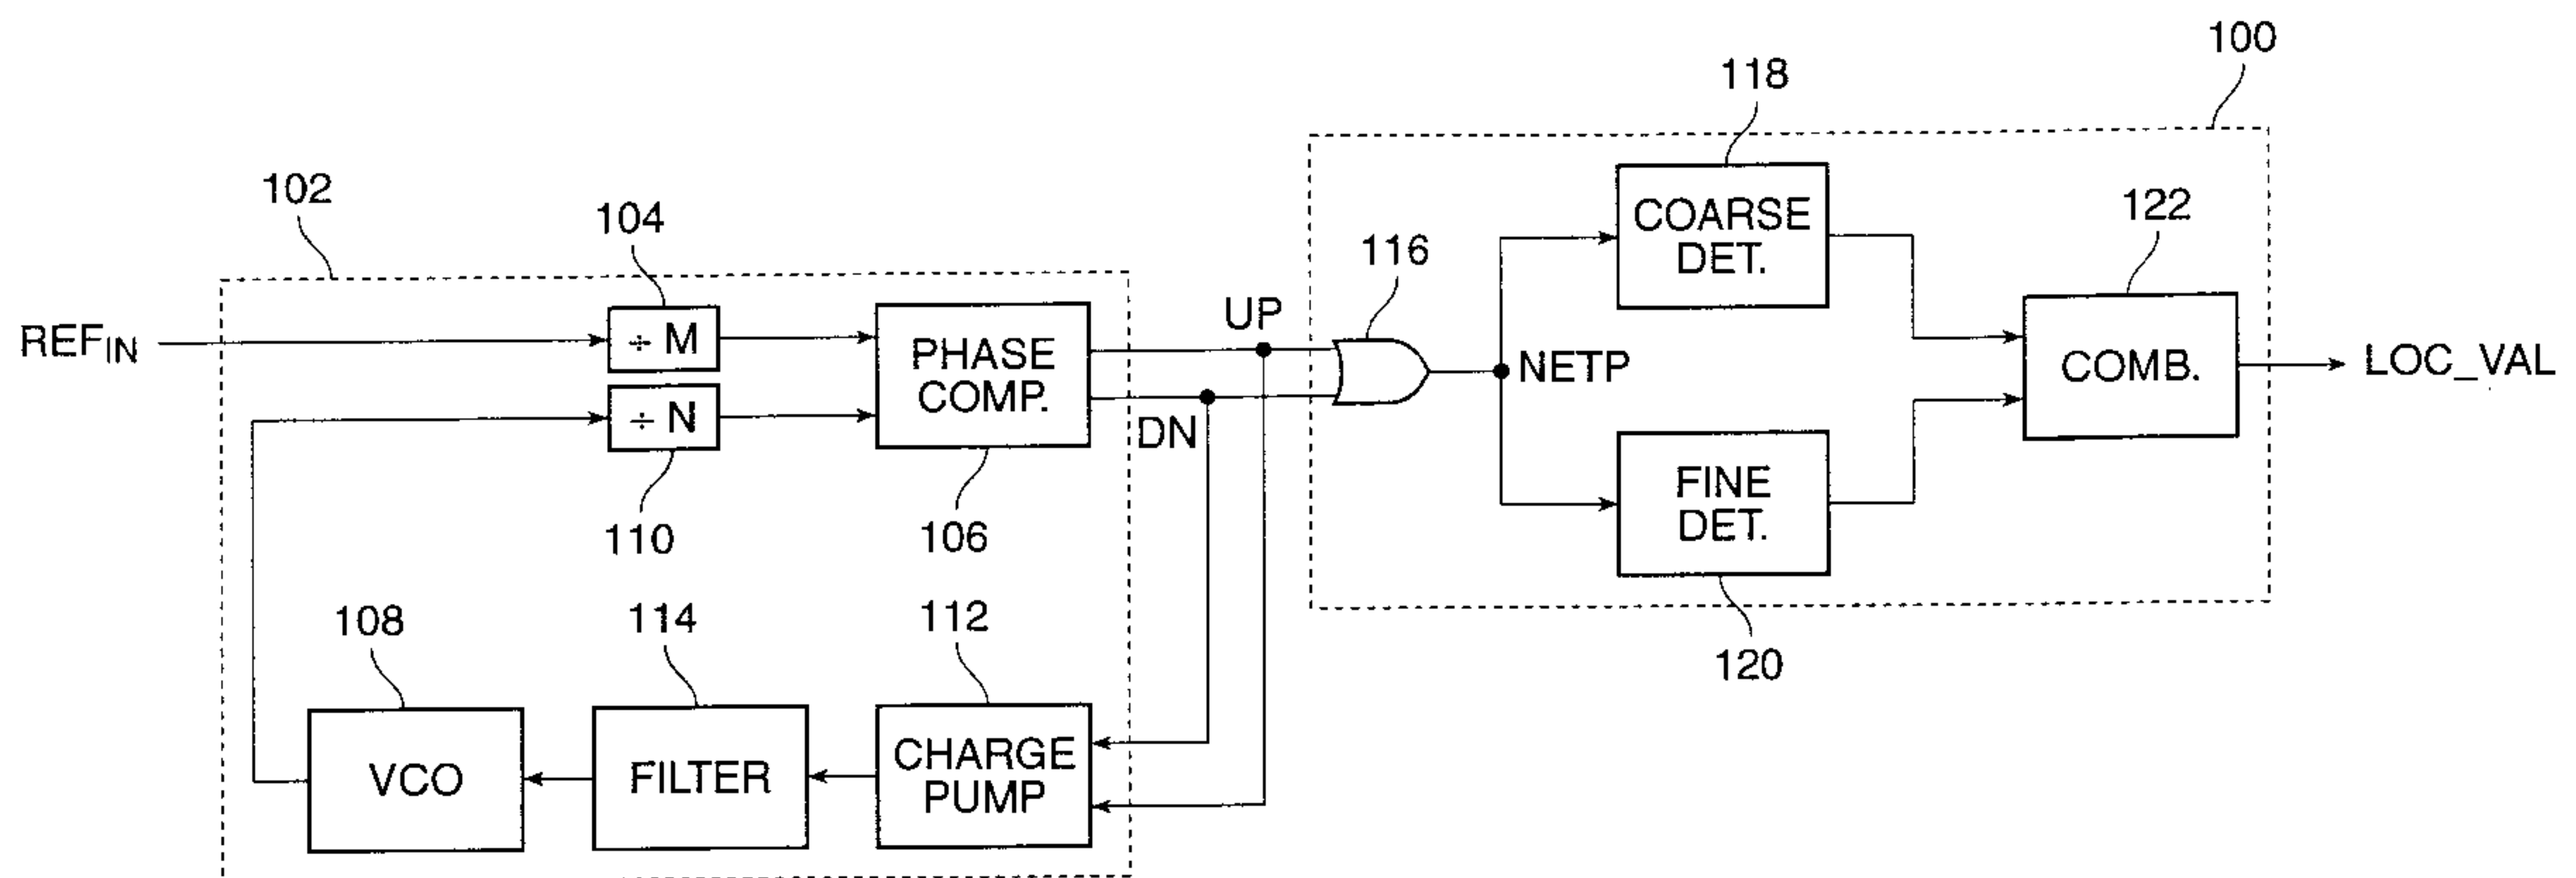 100
118
102
104
122
COARSE
DET.
116
UP
REFIN
÷ M
PHASE
COMP.
NETP
COMB.
LOC_VAL
÷ N
DN
FINE
DET.
110
106
108
114
112
120
VCO
FILTER
CHARGE
PUMP